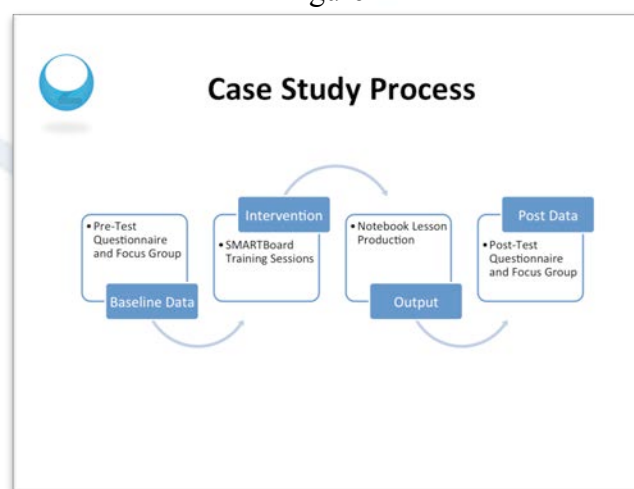 Case Study Process
• Pre-Test
Questionnaire
and Focus Group
Baseline Data
Intervention
• SMARTBoard
Training Sessions
• Notebook Lesson
Production
Output
Post Data
• Post-Test
Questionnaire
and Focus Group